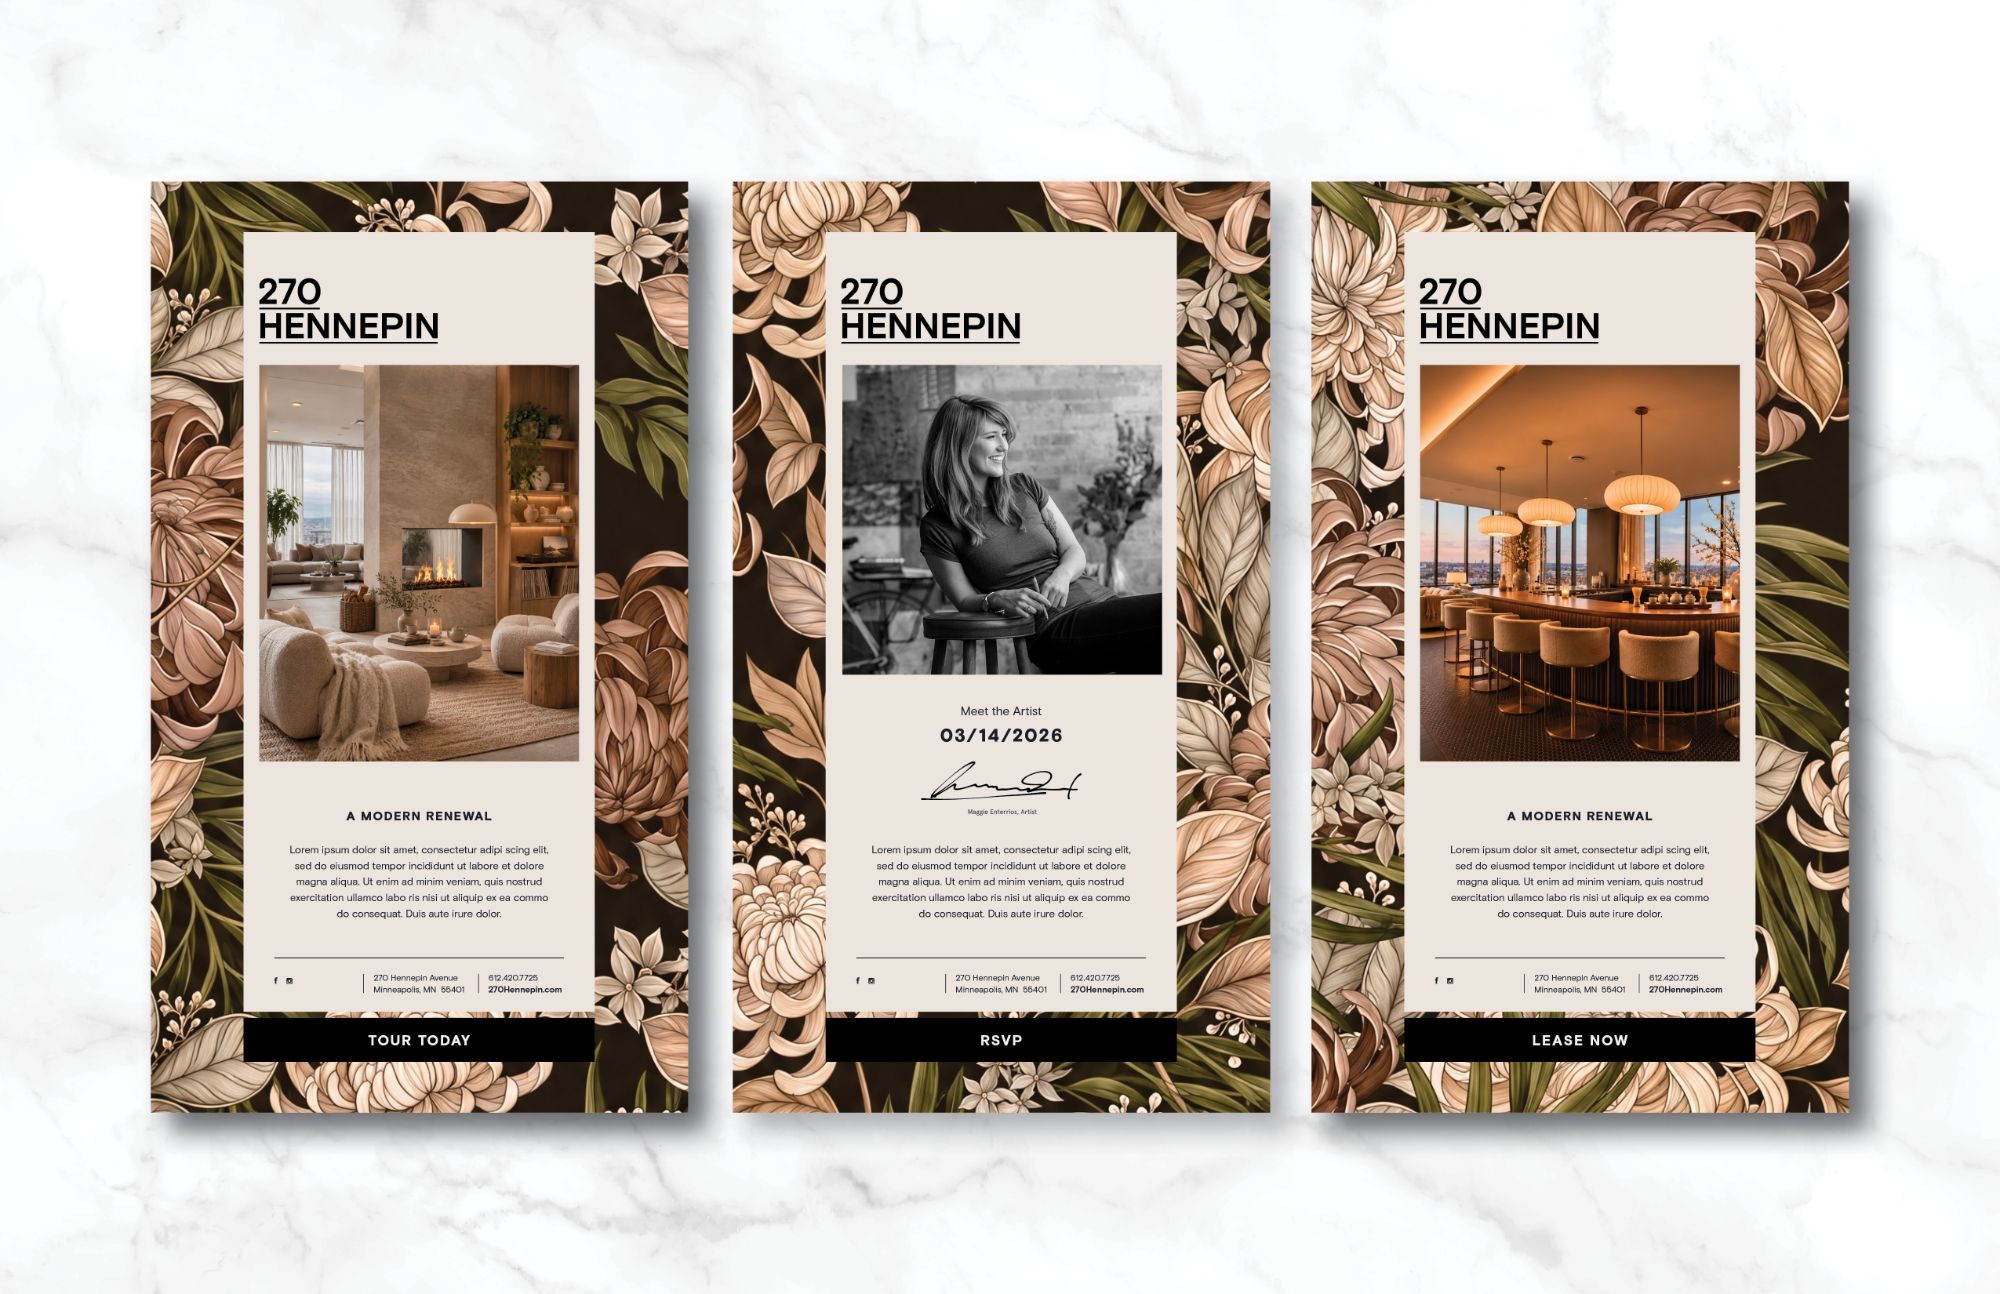 270
HENNEPIN
A MODERN RENEWAL
Lorem ipsum dolor sit amet, consectetur adipi scing elit,
sed do eiusmod tempor incididunt ut labore et dolore
magna aliqua. Ut enim ad minim veniam, quis nostrud
exercitation ullamco labo ris nisi ut aliquip ex ea commo
do consequat. Duis aute irure dolor.
f
270 Hennepin Avenue
Minneapolis, MN 55401
612.420.7725
270Hennepin.com
TOUR TODAY
270
HENNEPIN
Meet the Artist
03/14/2026
Maggie Enterrios, Artist
Lorem ipsum dolor sit amet, consectetur adipi scing elit,
sed do eiusmod tempor incididunt ut labore et dolore
magna aliqua. Ut enim ad minim veniam, quis nostrud
exercitation ullamco labo ris nisi ut aliquip ex ea commo
do consequat. Duis aute irure dolor.
f
270 Hennepin Avenue
Minneapolis, MN 55401
612.420.7725
270Hennepin.com
RSVP
270
HENNEPIN
A MODERN RENEWAL
Lorem ipsum dolor sit amet, consectetur adipi scing elit,
sed do eiusmod tempor incididunt ut labore et dolore
magna aliqua. Ut enim ad minim veniam, quis nostrud
exercitation ullamco labo ris nisi ut aliquip ex ea commo
do consequat. Duis aute irure dolor.
f
270 Hennepin Avenue
Minneapolis, MN 55401
612.420.7725
270Hennepin.com
LEASE NOW